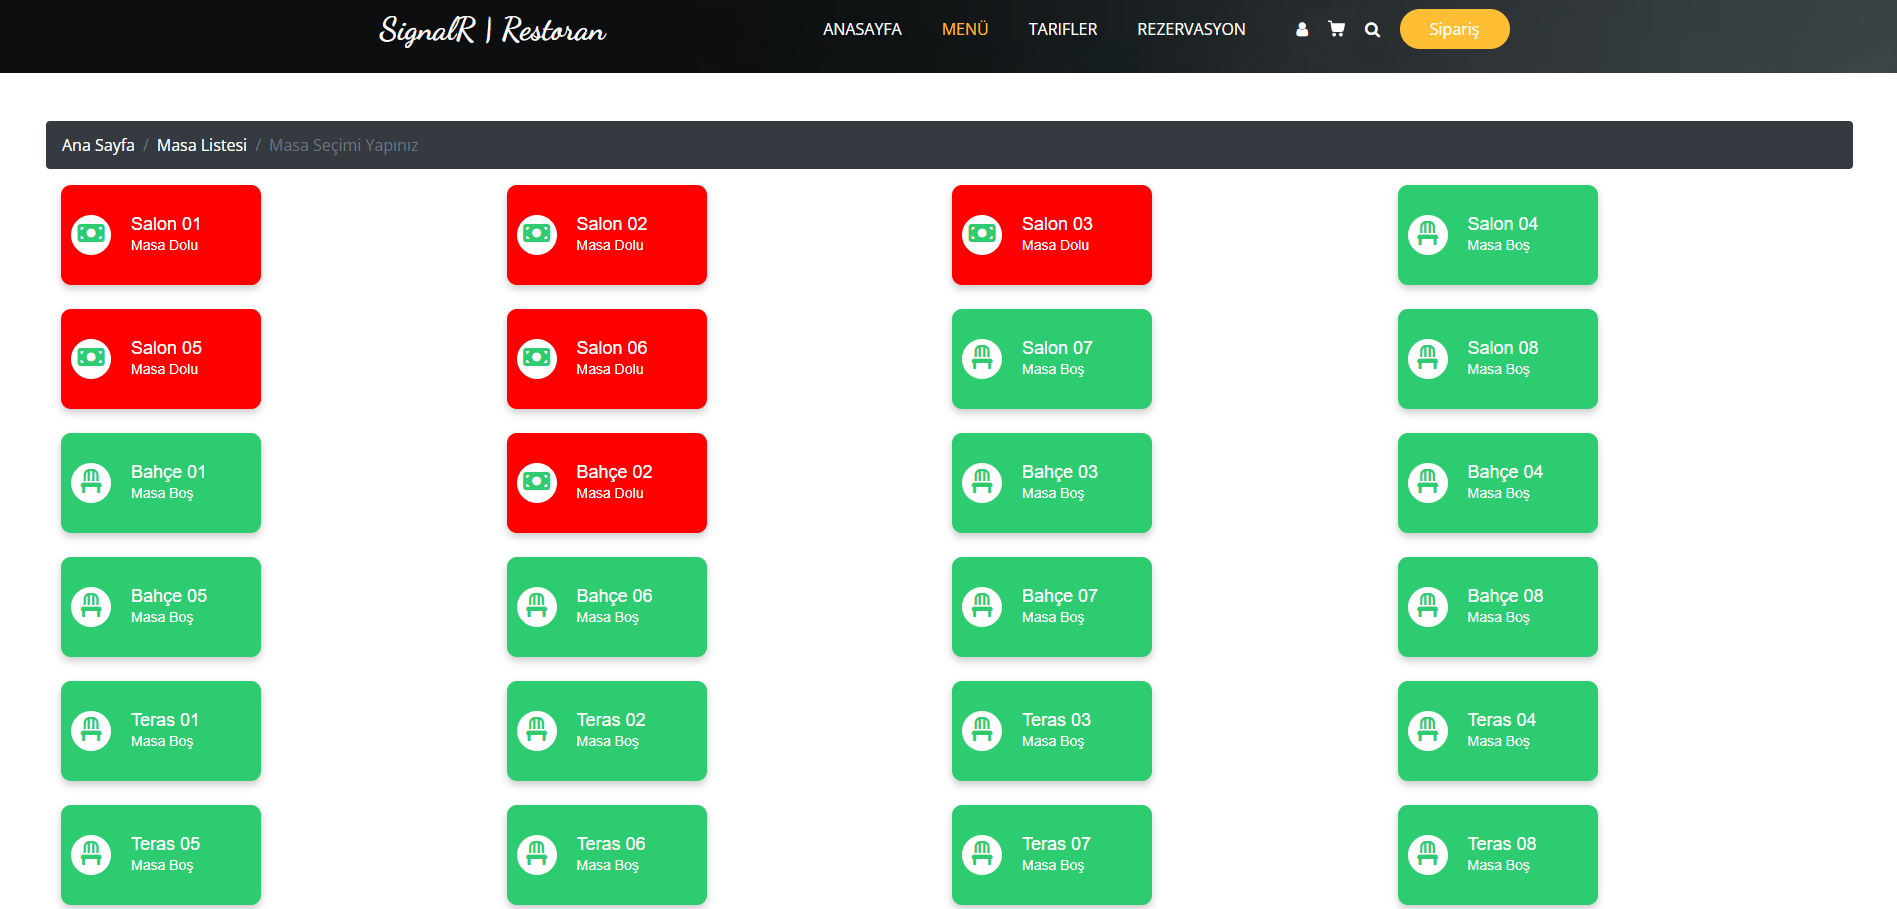 SignalR | Restoran
ANASAYFA MENÜ TARIFLER REZERVASYON Sipariş
Ana Sayfa / Masa Listesi / Masa Seçimi Yapınız
Salon 01
Masa Dolu
Salon 02
Masa Dolu
Salon 03
Masa Dolu
Salon 04
Masa Boş
Salon 05
Masa Dolu
Salon 06
Masa Dolu
Salon 07
Masa Boş
Salon 08
Masa Boş
Bahçe 01
Masa Boş
Bahçe 02
Masa Dolu
Bahçe 03
Masa Boş
Bahçe 04
Masa Boş
Bahçe 05
Masa Boş
Bahçe 06
Masa Boş
Bahçe 07
Masa Boş
Bahçe 08
Masa Boş
Teras 01
Masa Boş
Teras 02
Masa Boş
Teras 03
Masa Boş
Teras 04
Masa Boş
Teras 05
Masa Boş
Teras 06
Masa Boş
Teras 07
Masa Boş
Teras 08
Masa Boş